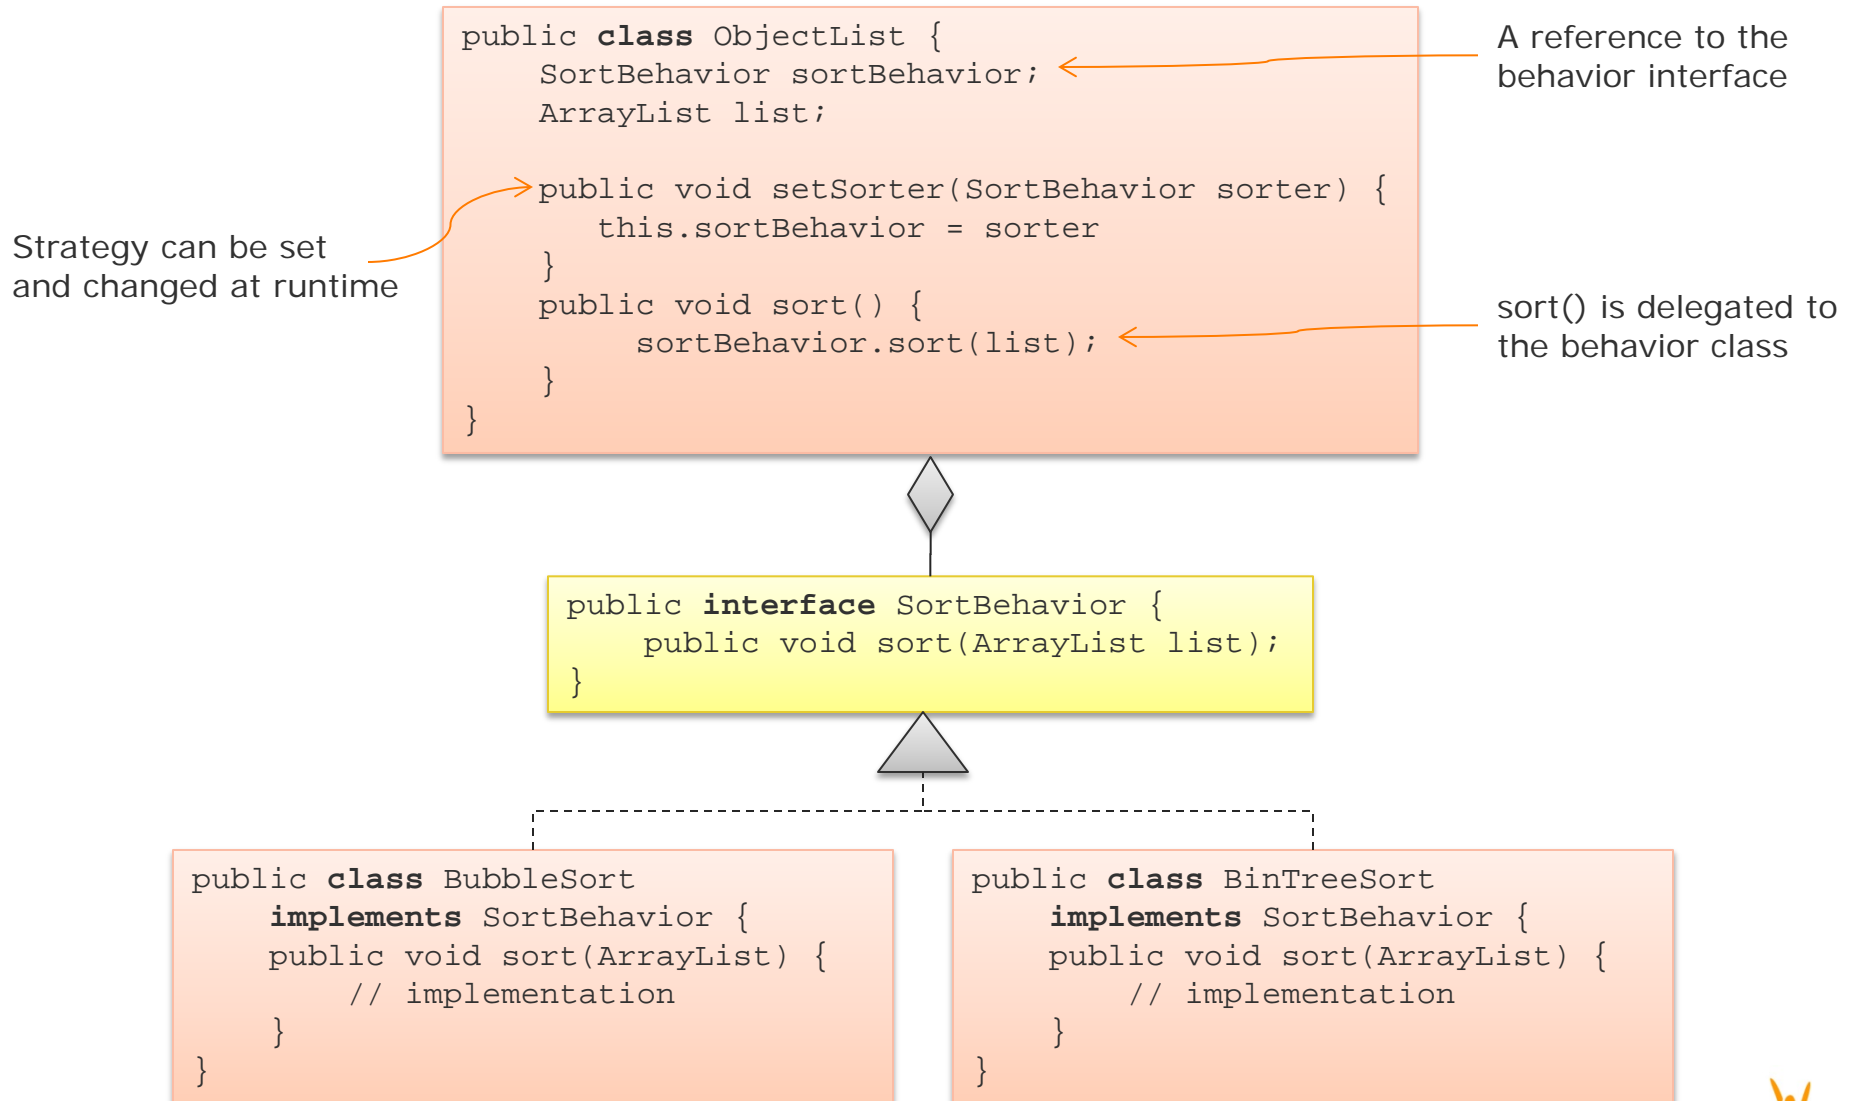 public class ObjectList {
SortBehavior sortBehavior;
ArrayList list;
public void setSorter(SortBehavior sorter) {
this.sortBehavior = sorter
}
public void sort() {
sortBehavior.sort(list);
}
}
A reference to the
behavior interface
Strategy can be set
and changed at runtime
sort() is delegated to
the behavior class
public interface SortBehavior {
public void sort(ArrayList list);
}
public class BubbleSort
implements SortBehavior {
public void sort(ArrayList) {
// implementation
}
}
public class BinTreeSort
implements SortBehavior {
public void sort(ArrayList) {
// implementation
}
}